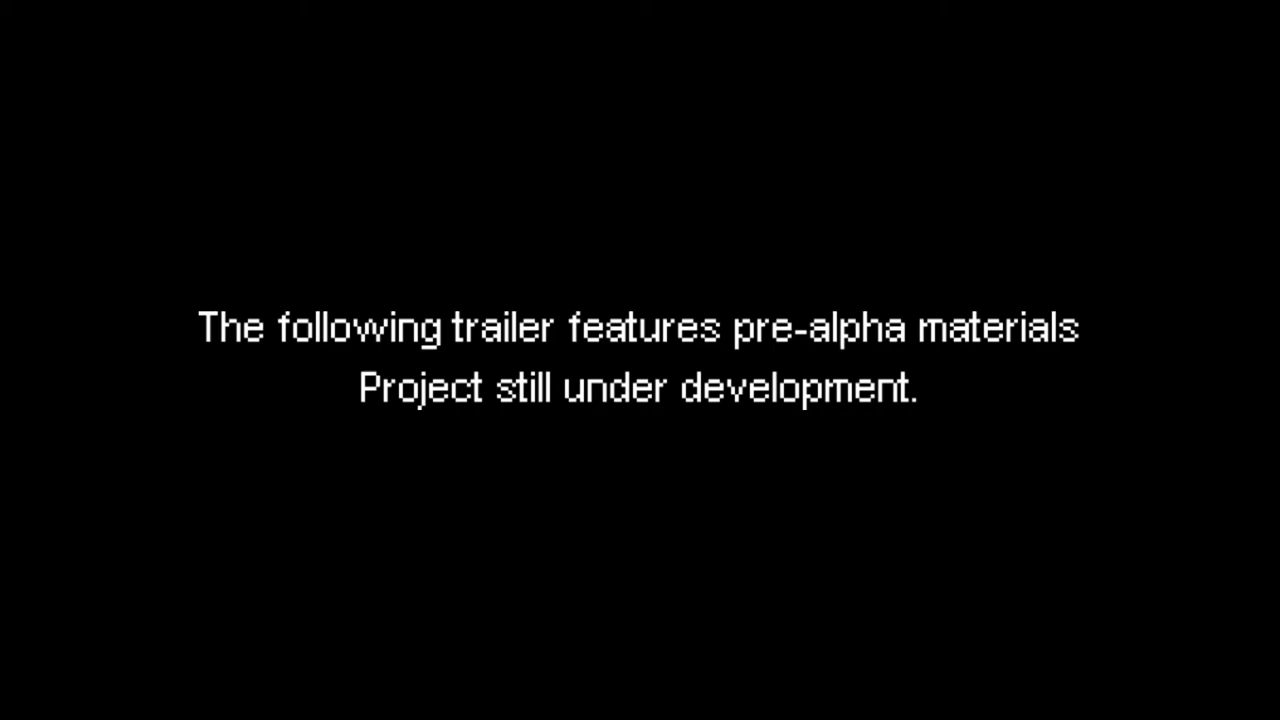 The following trailer features pre-alpha materials
Project still under development.